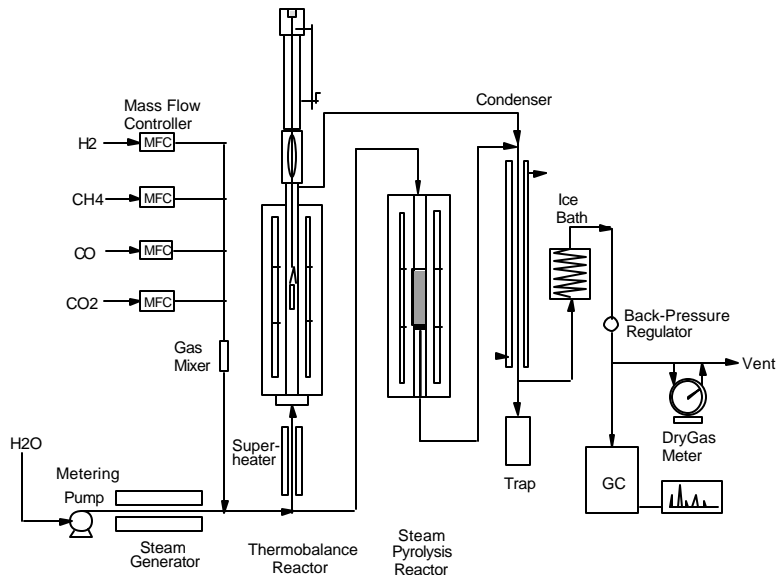 Mass Flow
Controller
H2
MFC
CH4
MFC
CO
MFC
CO2
MFC
Gas
Mixer
H2O
Metering
Pump
Steam
Generator
Super-
heater
Thermobalance
Reactor
Steam
Pyrolysis
Reactor
Condenser
Ice
Bath
Back-Pressure
Regulator
Vent
DryGas
Meter
Trap
GC